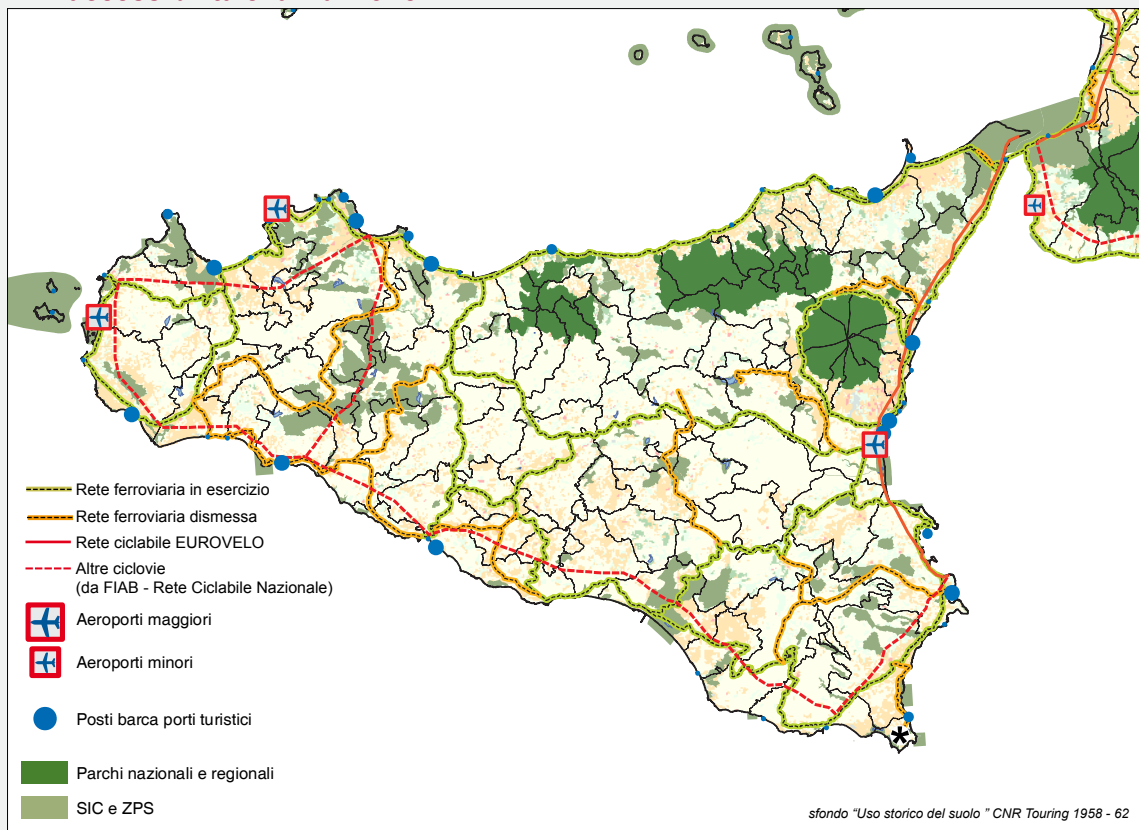 Rete ferroviaria in esercizio
Rete ferroviaria dismessa
Rete ciclabile EUROVELO
Altre ciclovie
(da FIAB - Rete Ciclabile Nazionale)
Aeroporti maggiori
Aeroporti minori
Posti barca porti turistici
Parchi nazionali e regionali
SIC e ZPS
*
sfondo “Uso storico del suolo ” CNR Touring 1958 - 62